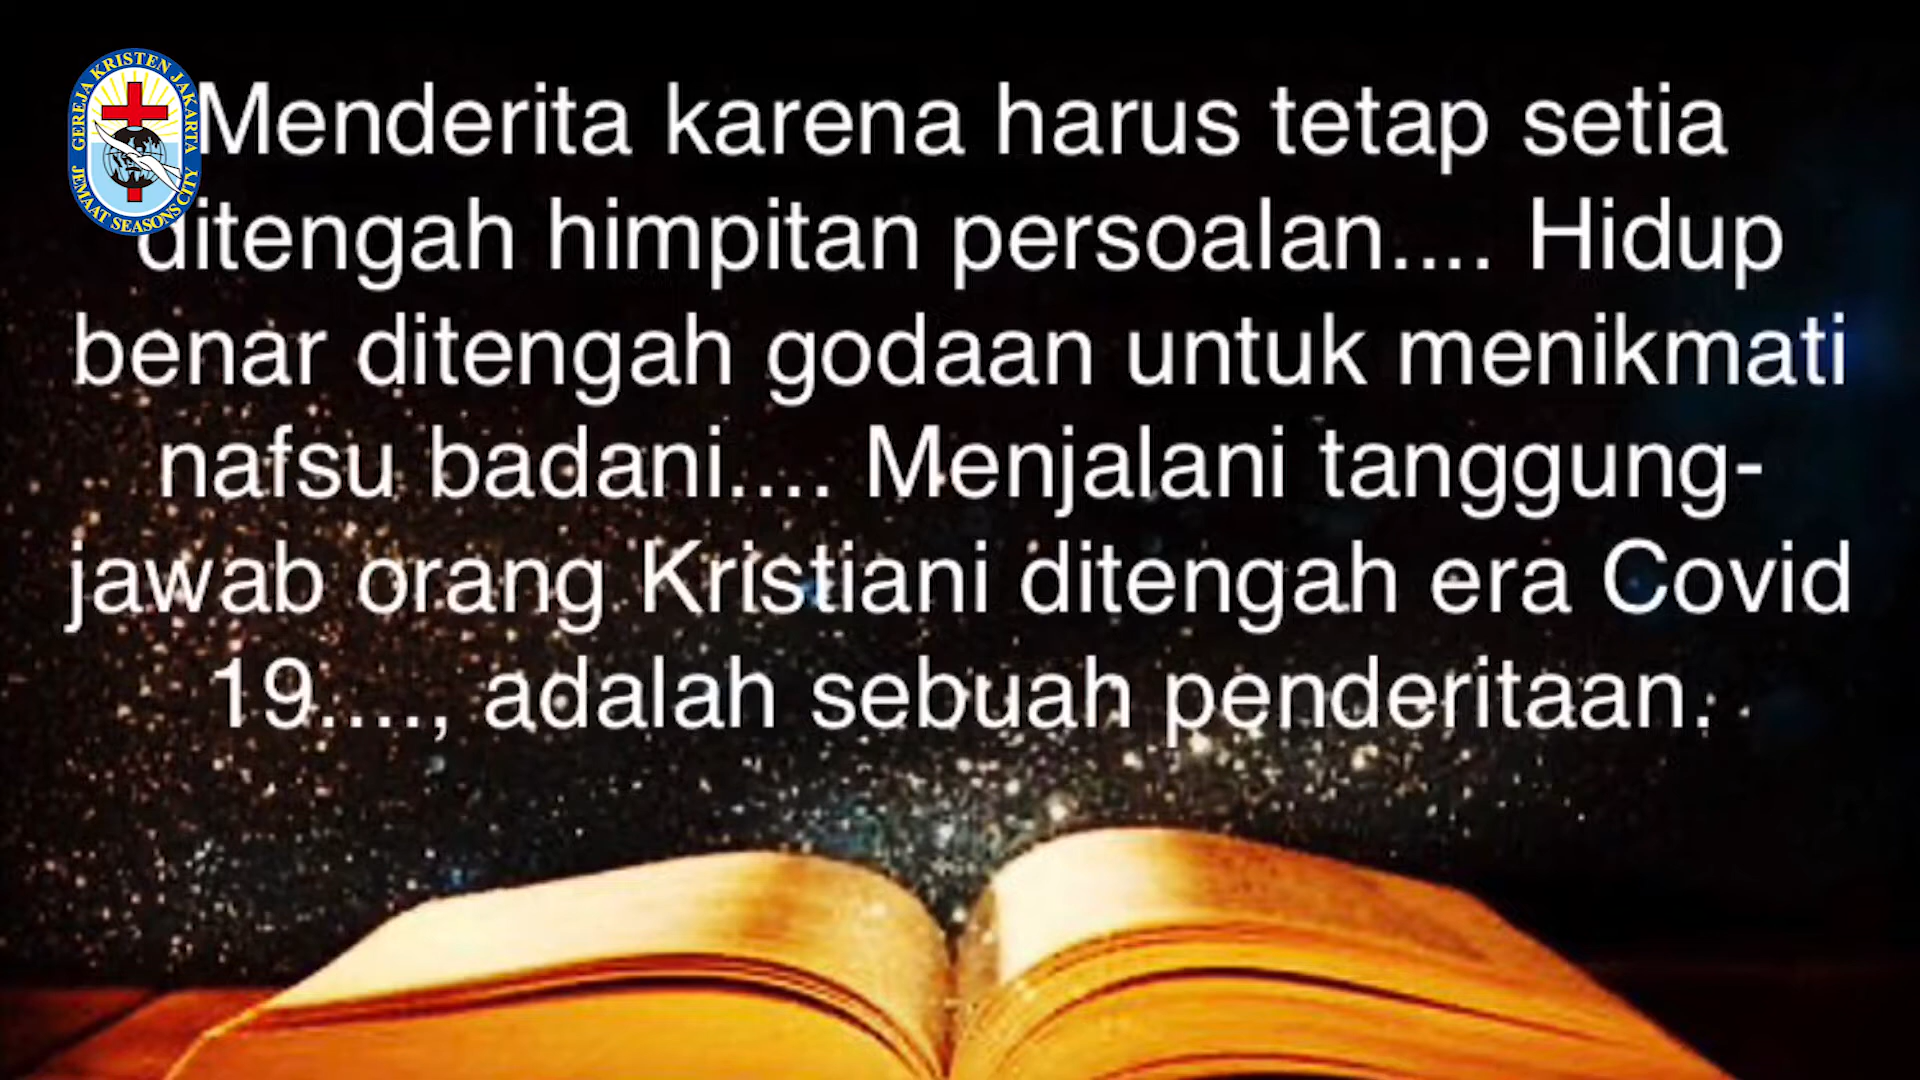 GEREJA KRISTEN JAKARTA
JEMAAT SEASONS CITY
Menderita karena harus tetap setia
ditengah himpitan persoalan.... Hidup
benar ditengah godaan untuk menikmati
nafsu badani.... Menjalani tanggung-
jawab orang Kristiani ditengah era Covid
19...., adalah sebuah penderitaan.